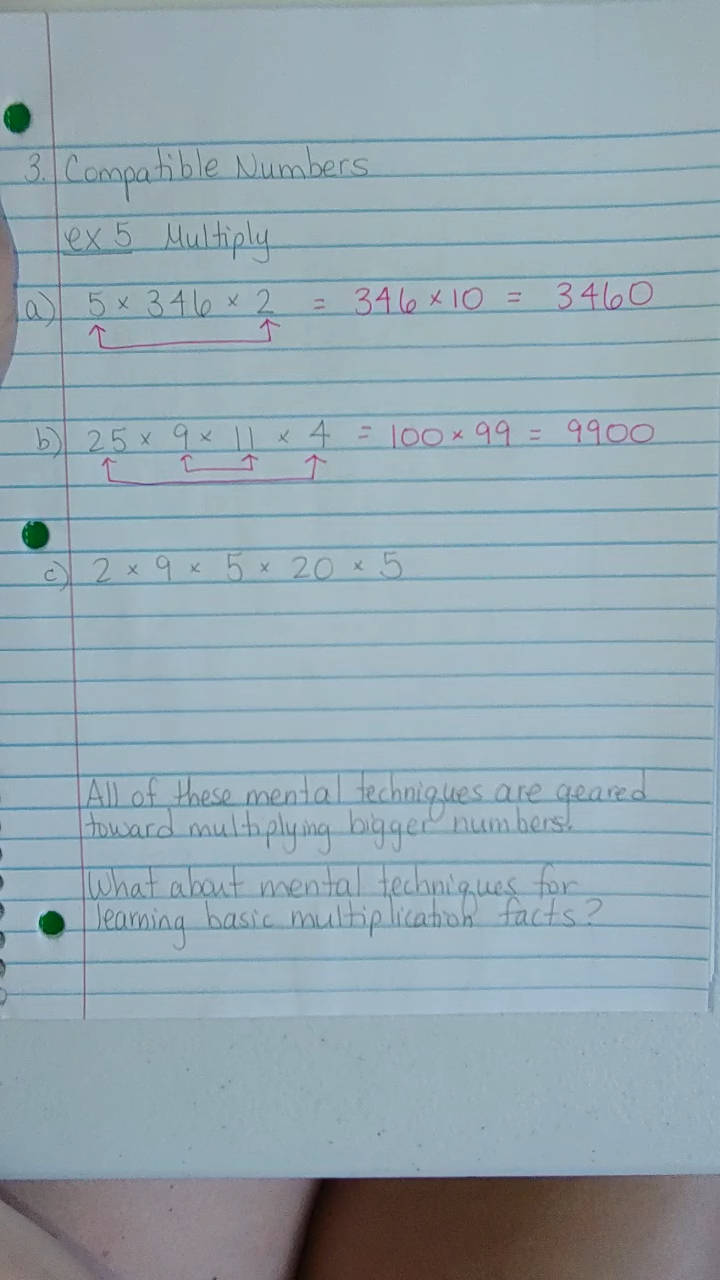 3. Compatible Numbers
ex 5 Multiply
a) 5 × 346 × 2 = 346 × 10 = 3460
b) 25 × 9 × 11 × 4 = 100 × 99 = 9900
c) 2 × 9 × 5 × 20 × 5
All of these mental techniques are geared
toward multiplying bigger numbers.
What about mental techniques for
learning basic multiplication facts?